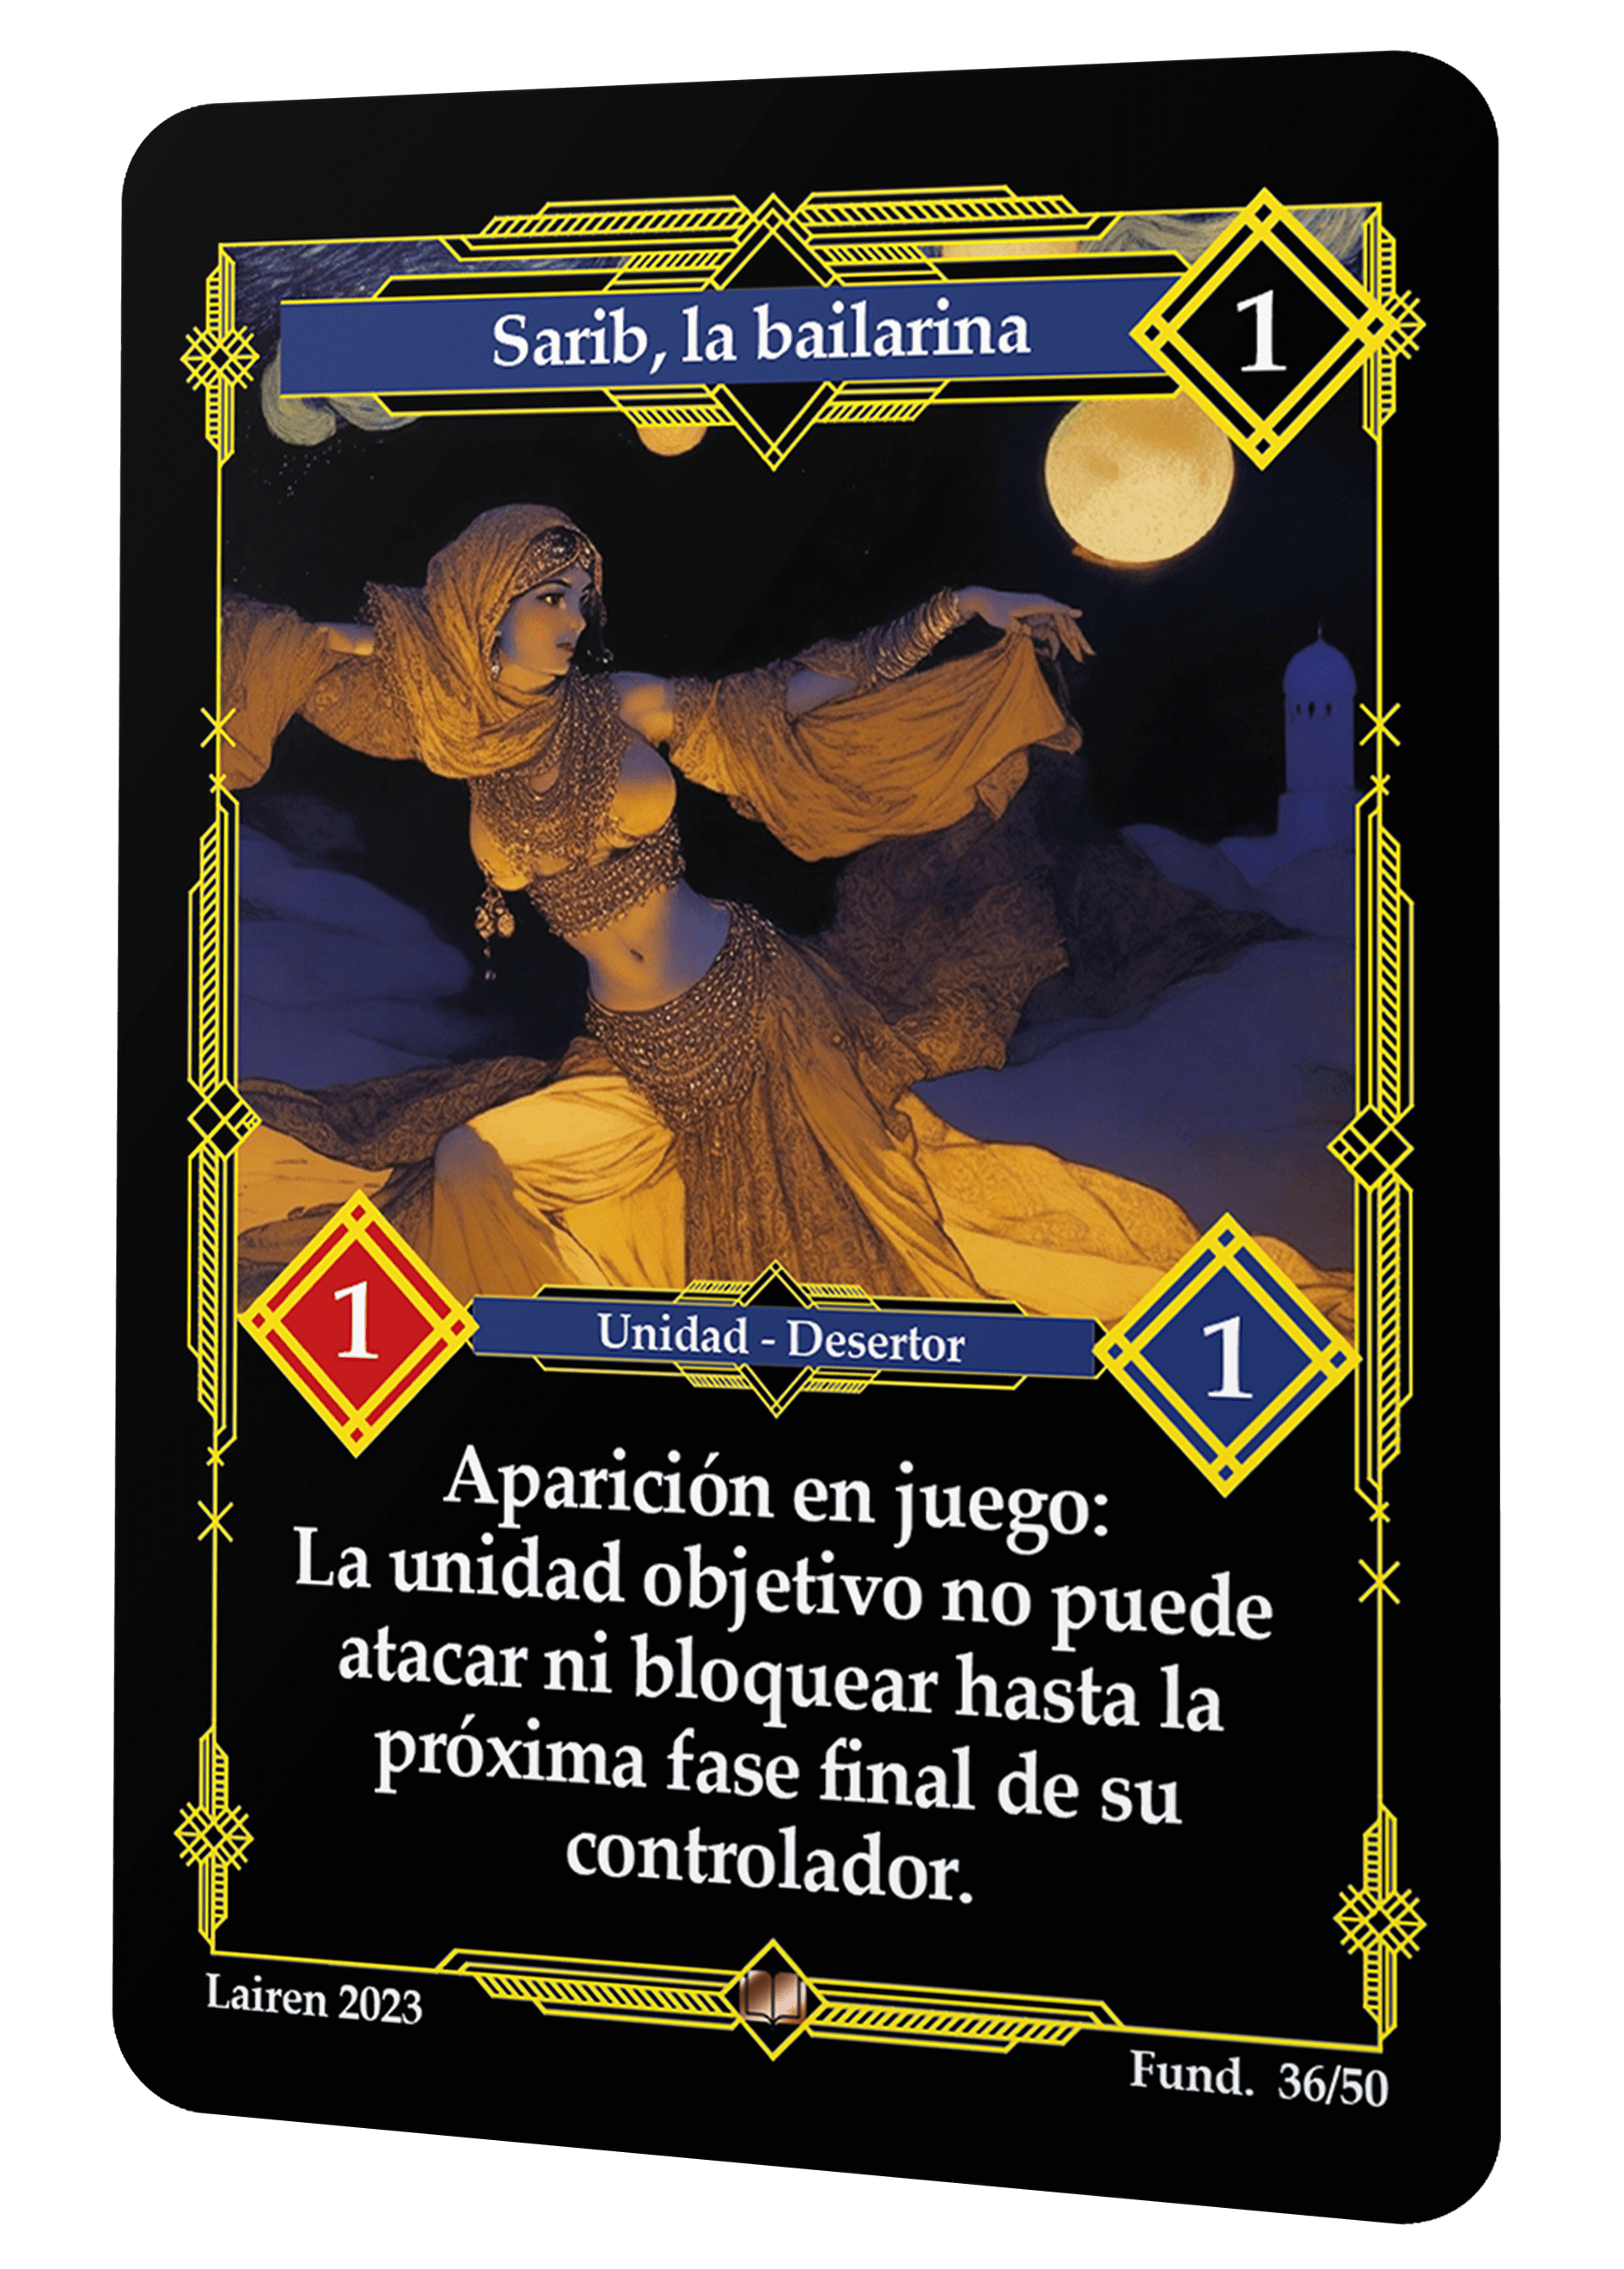 Sarib, la bailarina
1
1
Unidad - Desertor
1
Aparición en juego:
La unidad objetivo no puede
atacar ni bloquear hasta la
próxima fase final de su
controlador.
Lairen 2023
Fund. 36/50